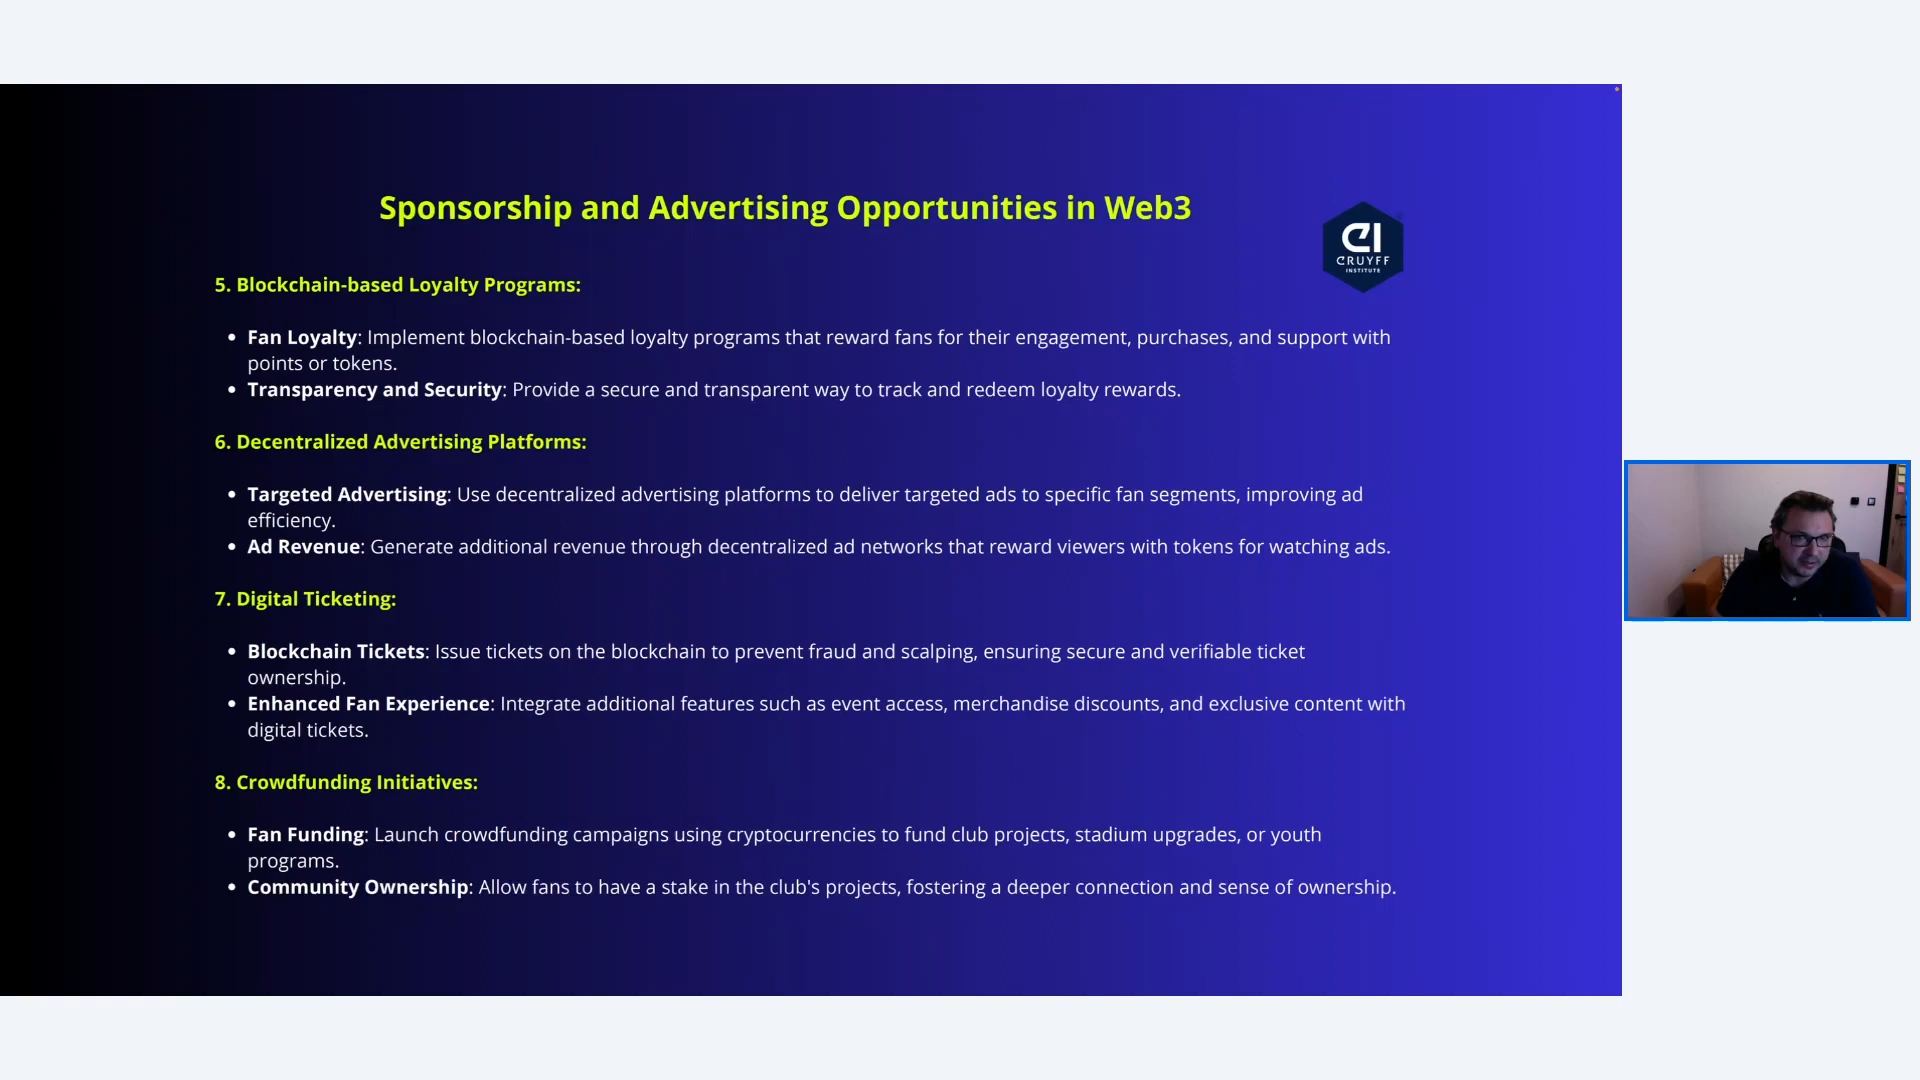 Sponsorship and Advertising Opportunities in Web3
CI
CRUYFF
INSTITUTE
5. Blockchain-based Loyalty Programs:
• Fan Loyalty: Implement blockchain-based loyalty programs that reward fans for their engagement, purchases, and support with
points or tokens.
• Transparency and Security: Provide a secure and transparent way to track and redeem loyalty rewards.
6. Decentralized Advertising Platforms:
• Targeted Advertising: Use decentralized advertising platforms to deliver targeted ads to specific fan segments, improving ad
efficiency.
• Ad Revenue: Generate additional revenue through decentralized ad networks that reward viewers with tokens for watching ads.
7. Digital Ticketing:
• Blockchain Tickets: Issue tickets on the blockchain to prevent fraud and scalping, ensuring secure and verifiable ticket
ownership.
• Enhanced Fan Experience: Integrate additional features such as event access, merchandise discounts, and exclusive content with
digital tickets.
8. Crowdfunding Initiatives:
• Fan Funding: Launch crowdfunding campaigns using cryptocurrencies to fund club projects, stadium upgrades, or youth
programs.
• Community Ownership: Allow fans to have a stake in the club's projects, fostering a deeper connection and sense of ownership.